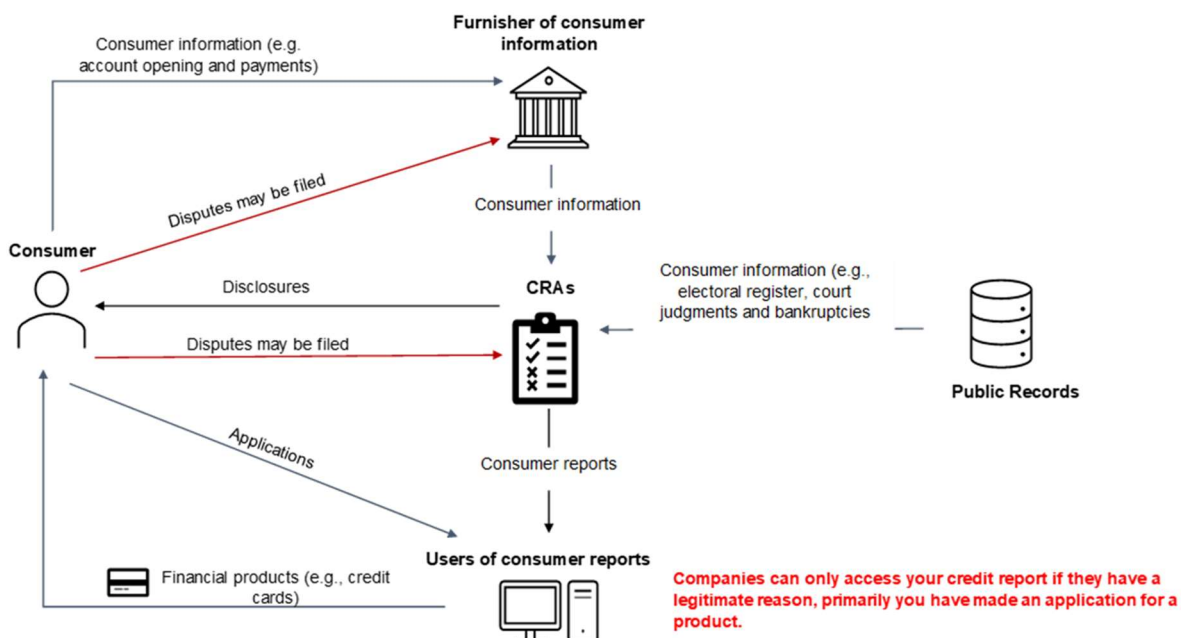 Furnisher of consumer
information
Consumer information (e.g.
account opening and payments)
Disputes may be filed
Consumer information
Consumer
Disclosures
CRAs
Consumer information (e.g.,
electoral register, court
judgments and bankruptcies
Disputes may be filed
Public Records
Applications
Consumer reports
Users of consumer reports
Financial products (e.g., credit
cards)
Companies can only access your credit report if they have a
legitimate reason, primarily you have made an application for a
product.